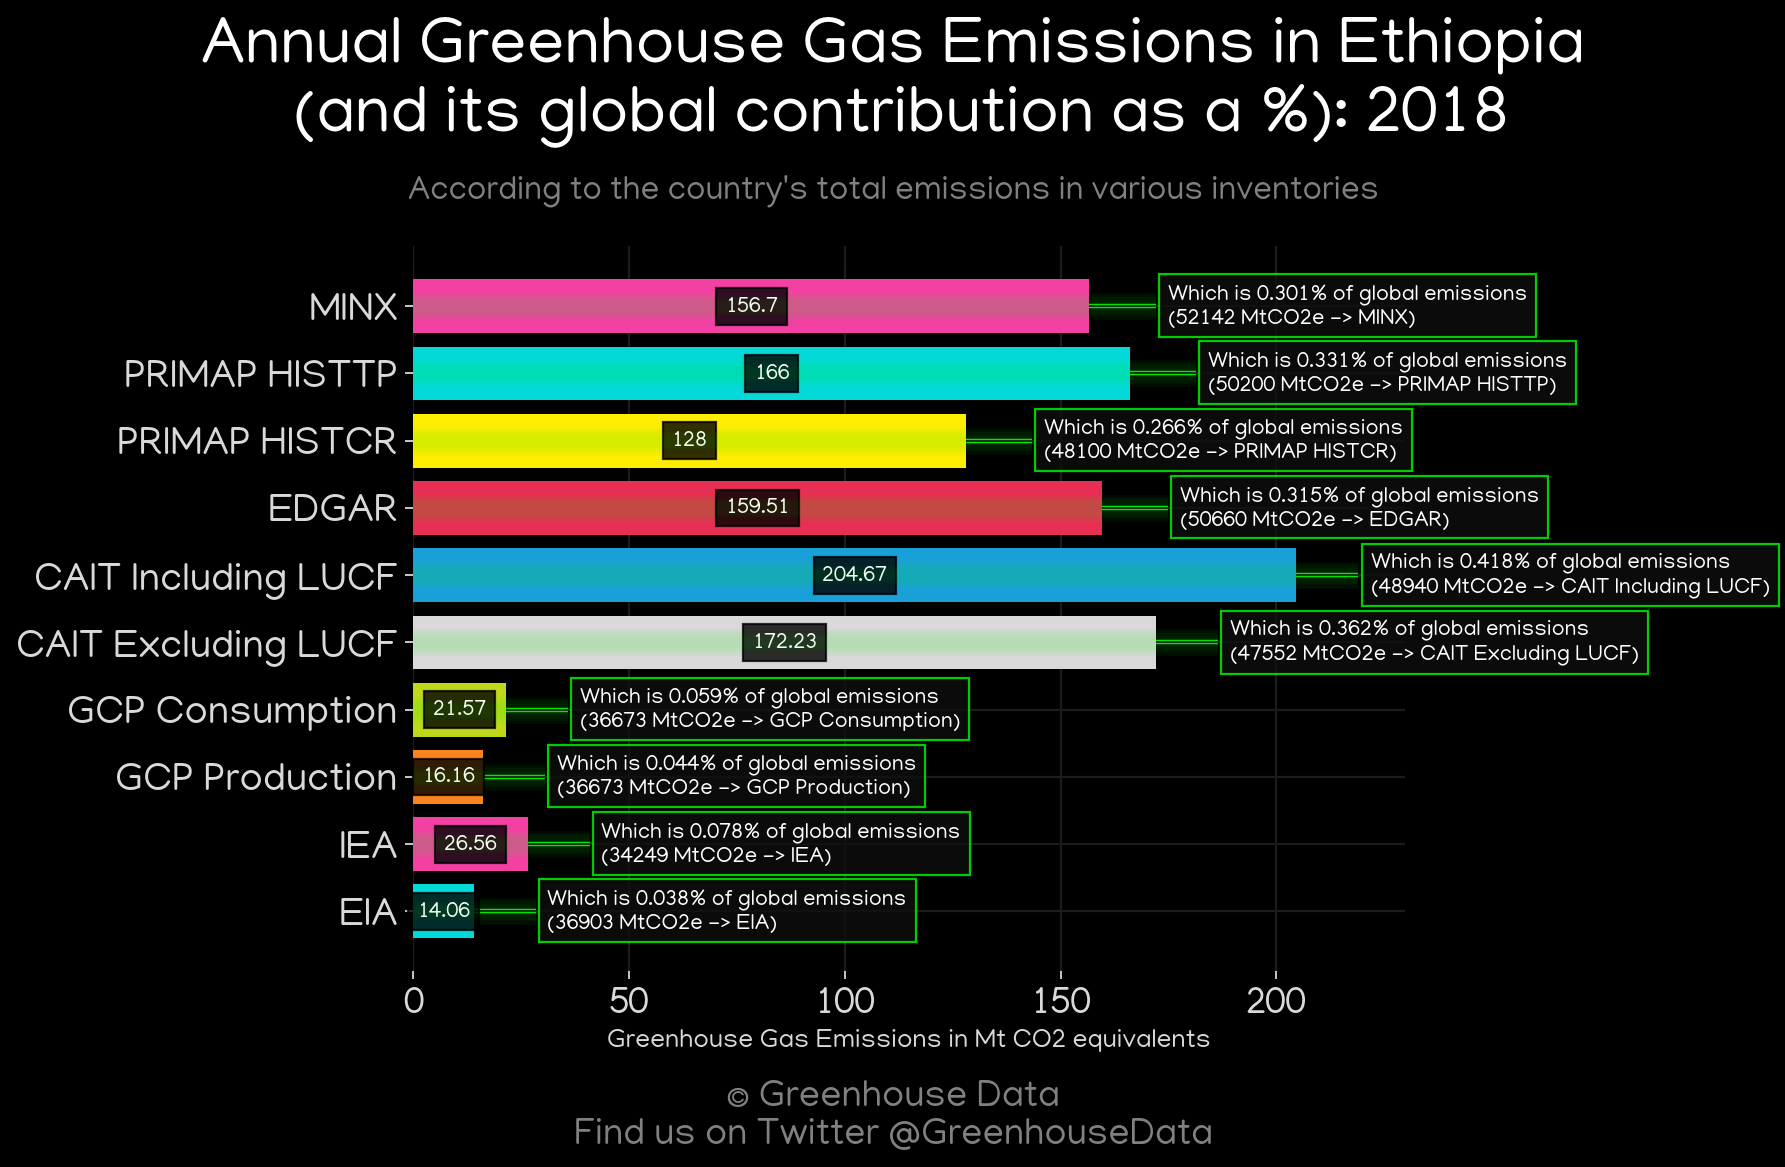 Annual Greenhouse Gas Emissions in Ethiopia
(and its global contribution as a %): 2018
According to the country's total emissions in various inventories
MINX
156.7
Which is 0.301% of global emissions
(52142 MtCO2e -> MINX)
PRIMAP HISTTP
166
Which is 0.331% of global emissions
(50200 MtCO2e -> PRIMAP HISTTP)
PRIMAP HISTCR
128
Which is 0.266% of global emissions
(48100 MtCO2e -> PRIMAP HISTCR)
EDGAR
159.51
Which is 0.315% of global emissions
(50660 MtCO2e -> EDGAR)
CAIT Including LUCF
204.67
Which is 0.418% of global emissions
(48940 MtCO2e -> CAIT Including LUCF)
CAIT Excluding LUCF
172.23
Which is 0.362% of global emissions
(47552 MtCO2e -> CAIT Excluding LUCF)
GCP Consumption
21.57
Which is 0.059% of global emissions
(36673 MtCO2e -> GCP Consumption)
GCP Production
16.16
Which is 0.044% of global emissions
(36673 MtCO2e -> GCP Production)
IEA
26.56
Which is 0.078% of global emissions
(34249 MtCO2e -> IEA)
EIA
14.06
Which is 0.038% of global emissions
(36903 MtCO2e -> EIA)
0 50 100 150 200
Greenhouse Gas Emissions in Mt CO2 equivalents
© Greenhouse Data
Find us on Twitter @GreenhouseData